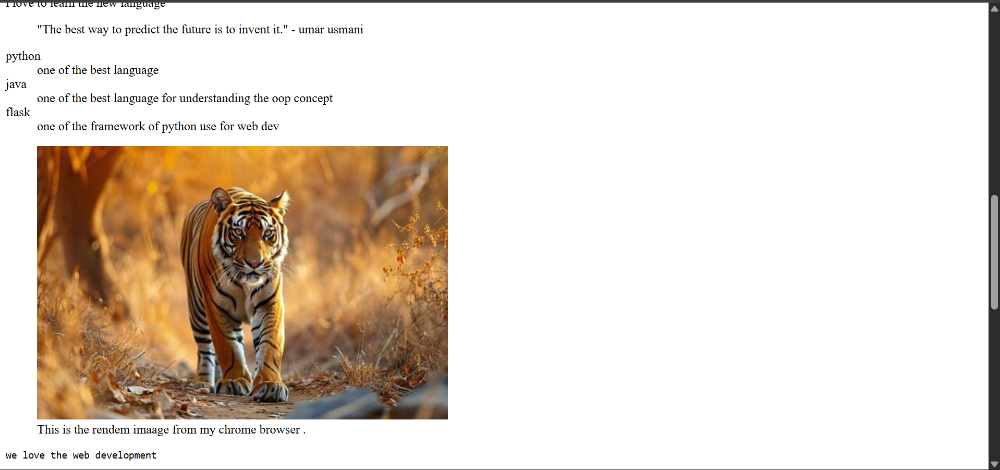 I love to learn the new language
"The best way to predict the future is to invent it." - umar usmani
python
one of the best language
java
one of the best language for understanding the oop concept
flask
one of the framework of python use for web dev
This is the rendem imaage from my chrome browser .
we love the web development